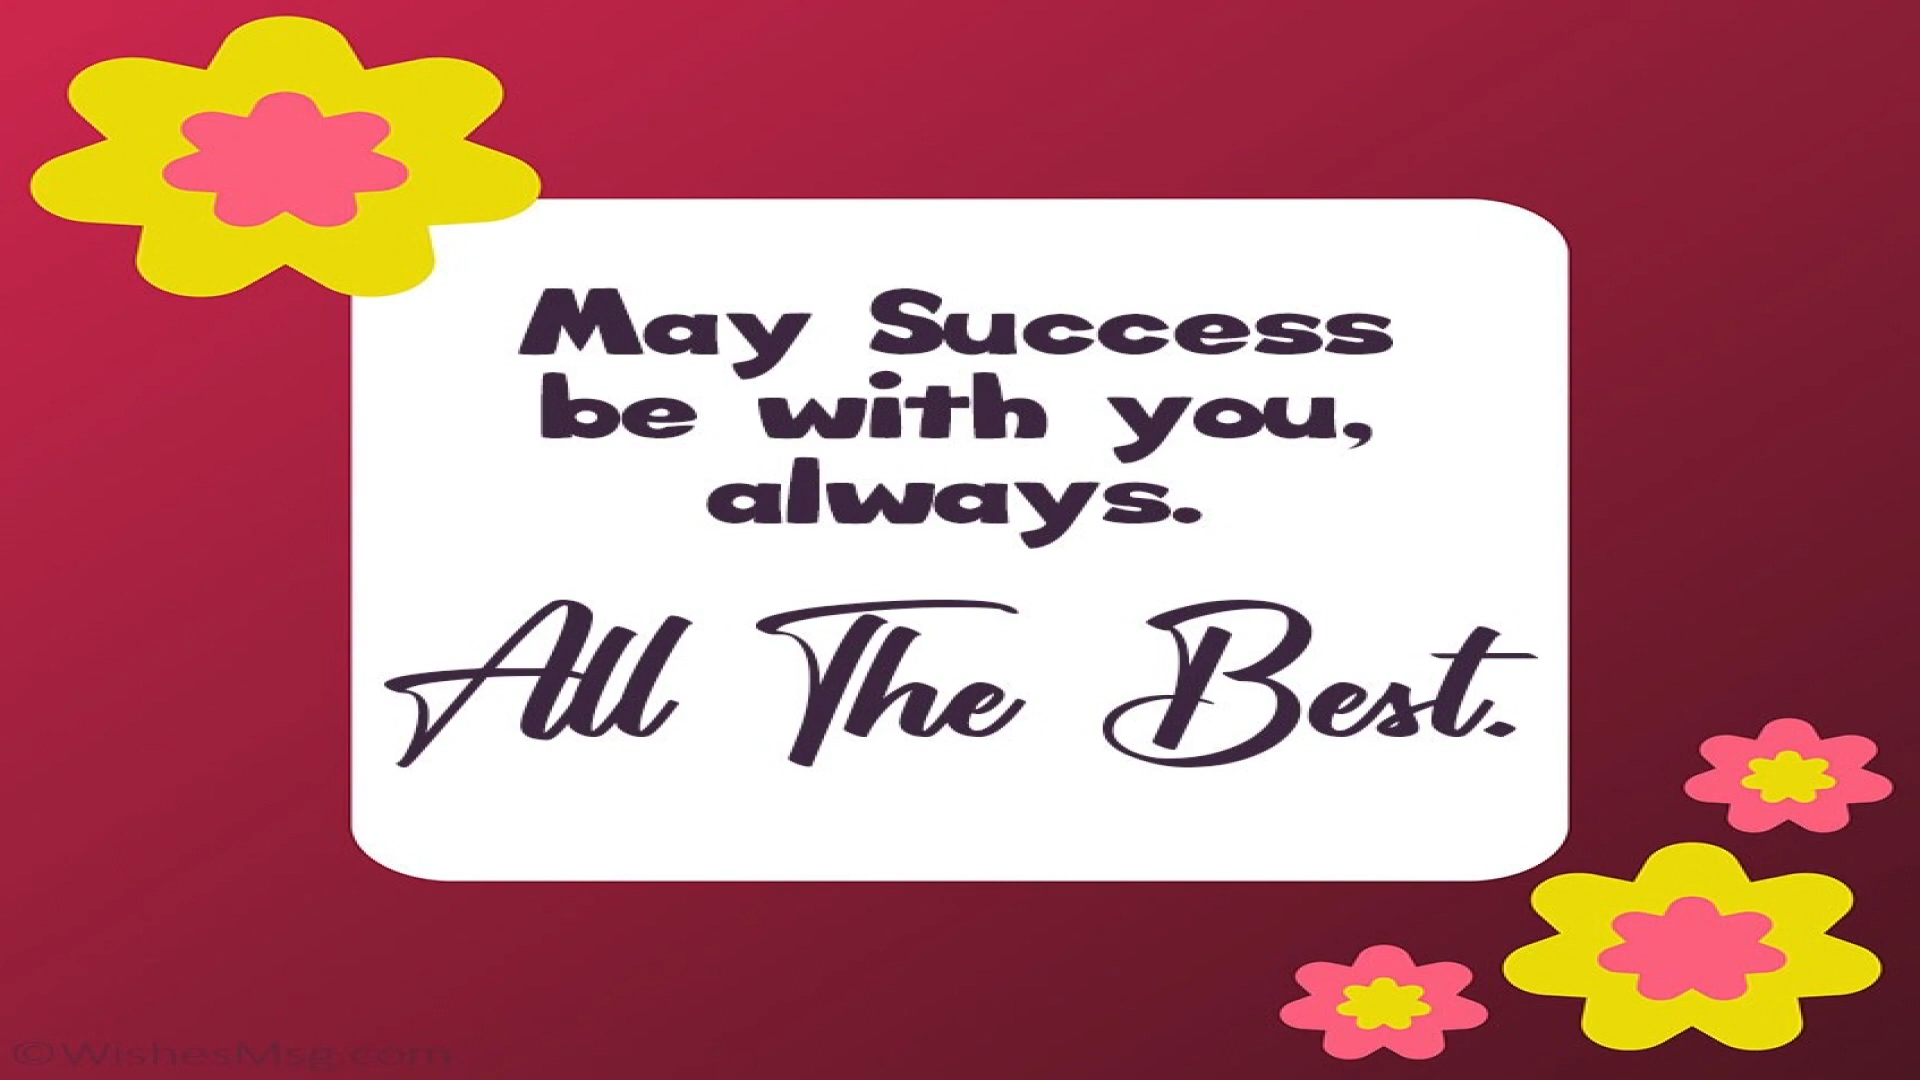 May Success
be with you,
always.
All The Best.
©WishesMsg.com